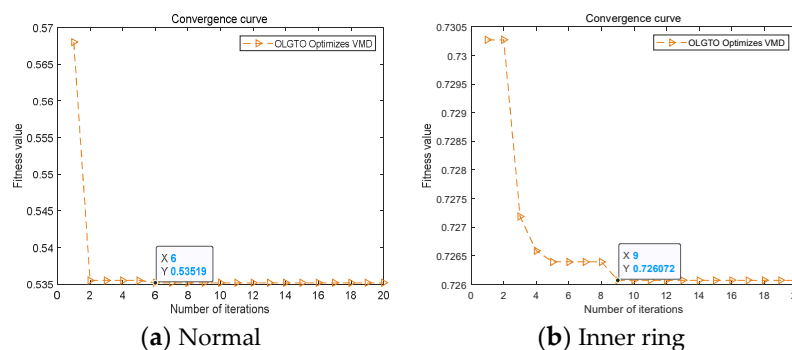 Convergence curve
OLGTO Optimizes VMD
0.57
0.565
0.56
0.555
0.55
0.545
0.54
0.535
Fitness value
X 6
Y 0.53519
0 2 4 6 8 10 12 14 16 18 20
Number of iterations
(a) Normal
Convergence curve
OLGTO Optimizes VMD
0.7305
0.73
0.7295
0.729
0.7285
0.728
0.7275
0.727
0.7265
0.726
Fitness value
X 9
Y 0.726072
0 2 4 6 8 10 12 14 16 18
Number of iterations
(b) Inner ring